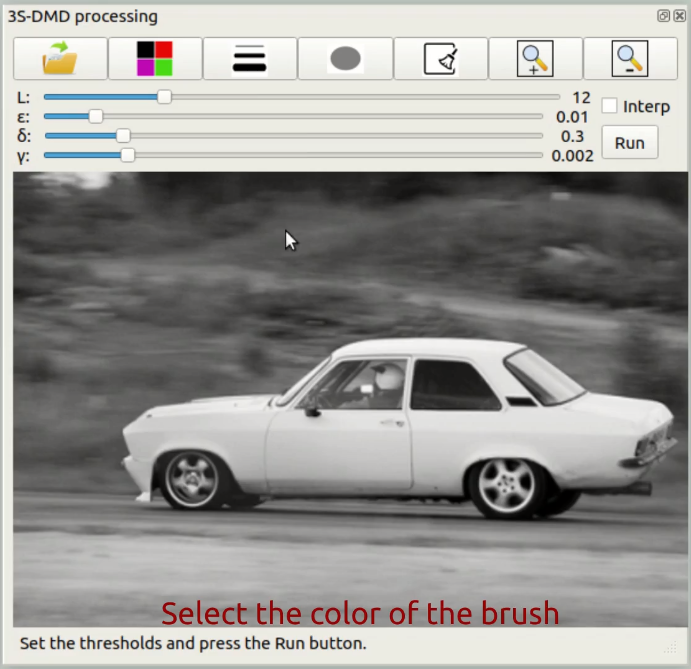 3S-DMD processing
L: 12
ε: 0.01
δ: 0.3
γ: 0.002
Interp
Run
Select the color of the brush
Set the thresholds and press the Run button.